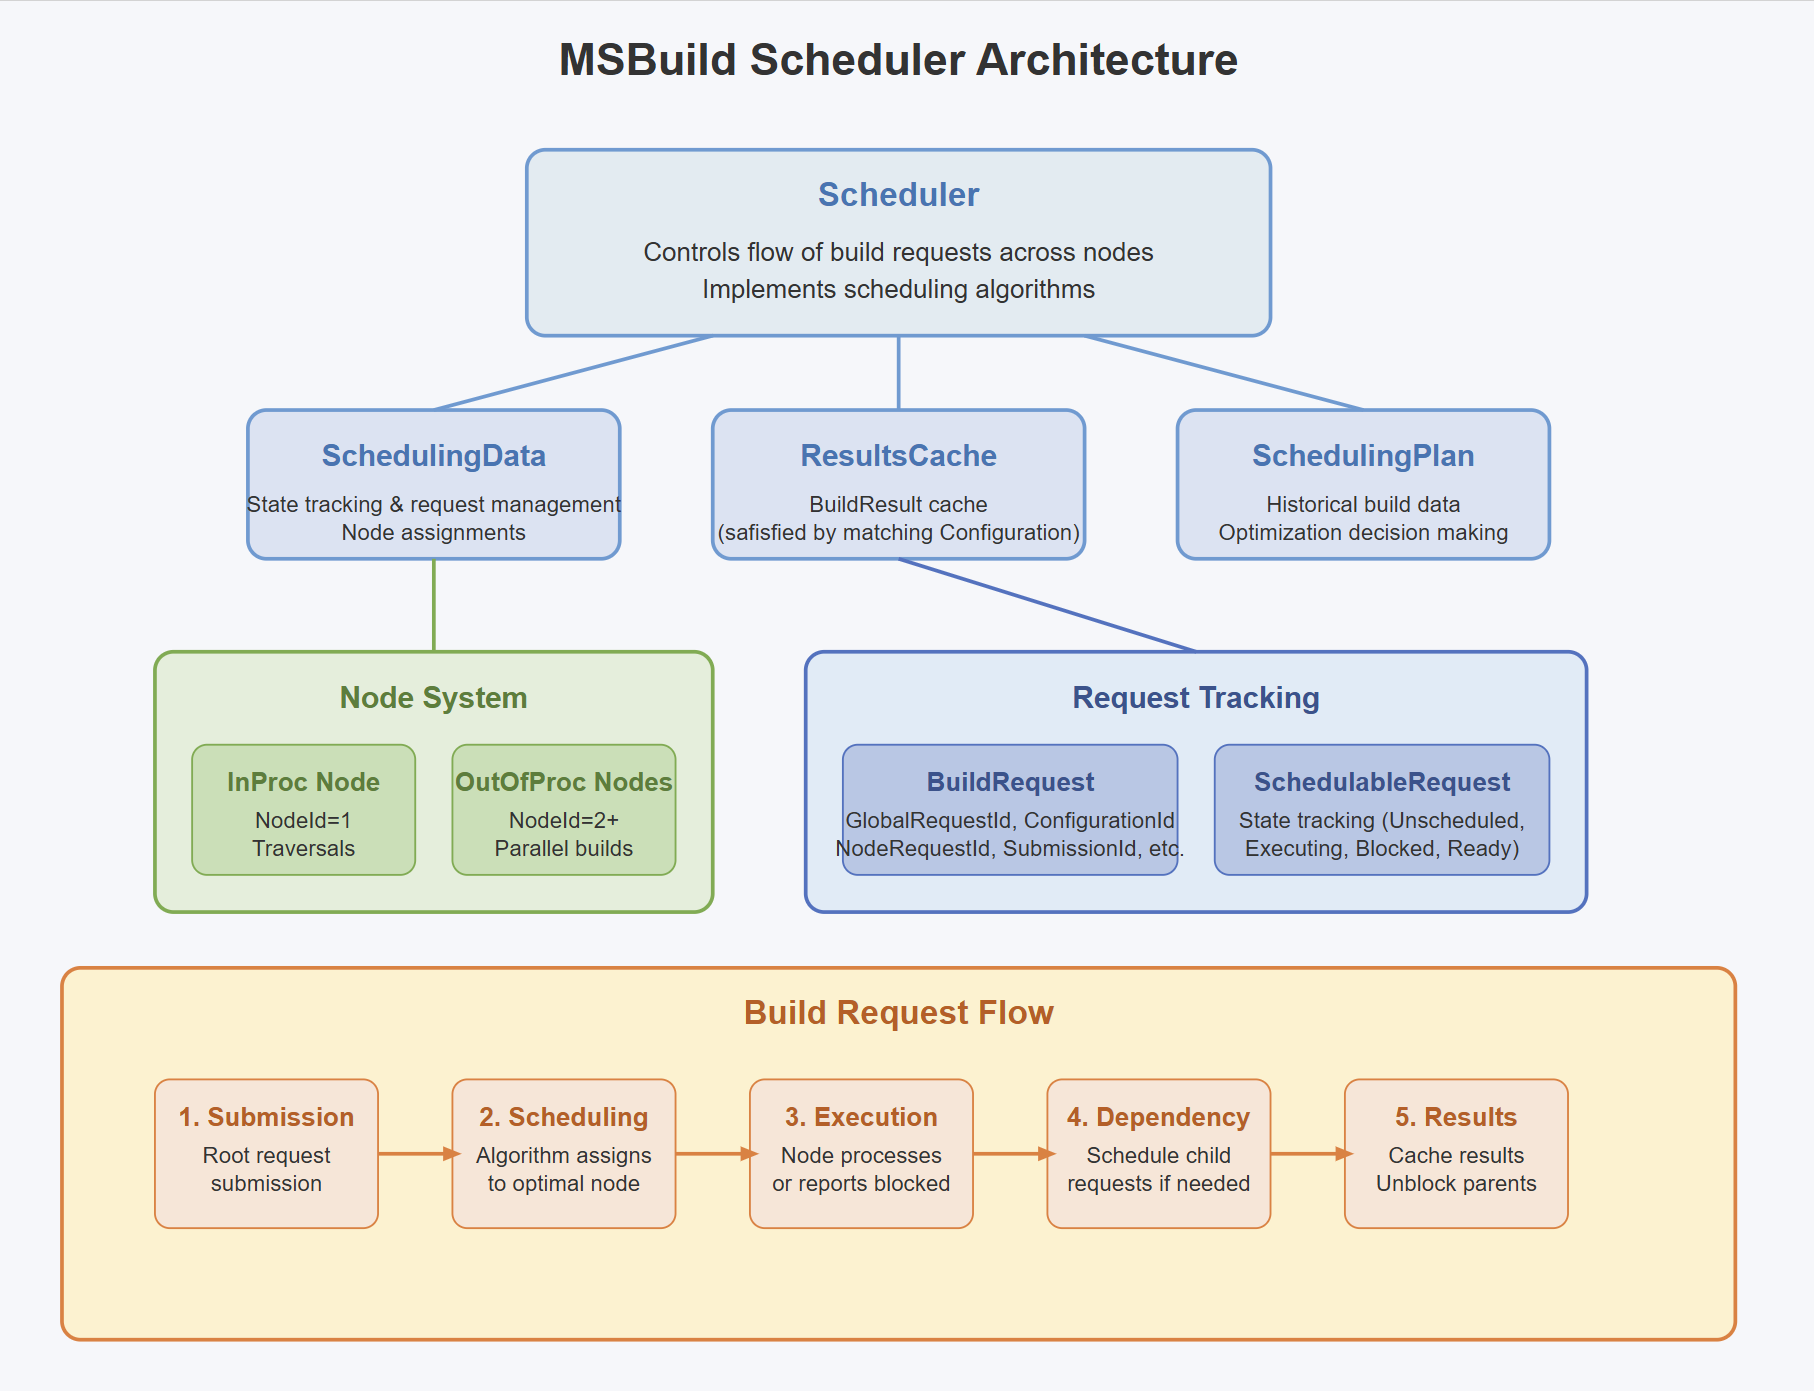 MSBuild Scheduler Architecture
Scheduler
Controls flow of build requests across nodes
Implements scheduling algorithms
SchedulingData
State tracking & request management
Node assignments
ResultsCache
BuildResult cache
(safisfied by matching Configuration)
SchedulingPlan
Historical build data
Optimization decision making
Node System
InProc Node
NodeId=1
Traversals
OutOfProc Nodes
NodeId=2+
Parallel builds
Request Tracking
BuildRequest
GlobalRequestId, ConfigurationId
NodeRequestId, SubmissionId, etc.
SchedulableRequest
State tracking (Unscheduled,
Executing, Blocked, Ready)
Build Request Flow
1. Submission
Root request
submission
2. Scheduling
Algorithm assigns
to optimal node
3. Execution
Node processes
or reports blocked
4. Dependency
Schedule child
requests if needed
5. Results
Cache results
Unblock parents